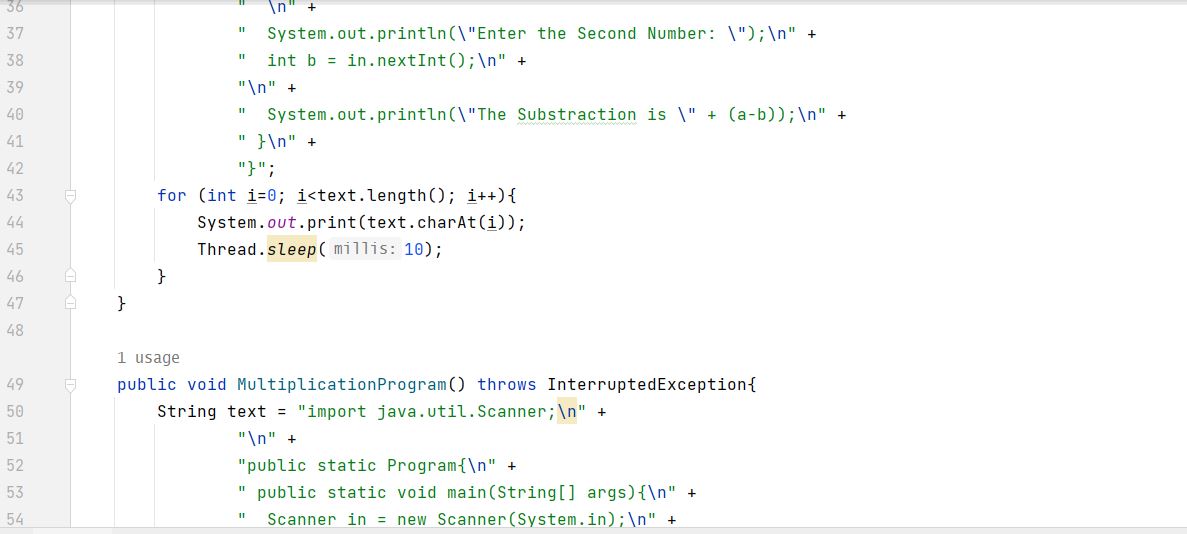 36 "  \n" +
37 "  System.out.println(\"Enter the Second Number: \");\n" +
38 "  int b = in.nextInt();\n" +
39 "\n" +
40 "  System.out.println(\"The Substraction is \" + (a-b));\n" +
41 " }\n" +
42 "}";
43 for (int i=0; i<text.length(); i++){
44 System.out.print(text.charAt(i));
45 Thread.sleep( millis: 10);
46 }
47 }
48
1 usage
49 public void MultiplicationProgram() throws InterruptedException{
50 String text = "import java.util.Scanner;\n" +
51 "\n" +
52 "public static Program{\n" +
53 " public static void main(String[] args){\n" +
54 "  Scanner in = new Scanner(System.in);\n" +